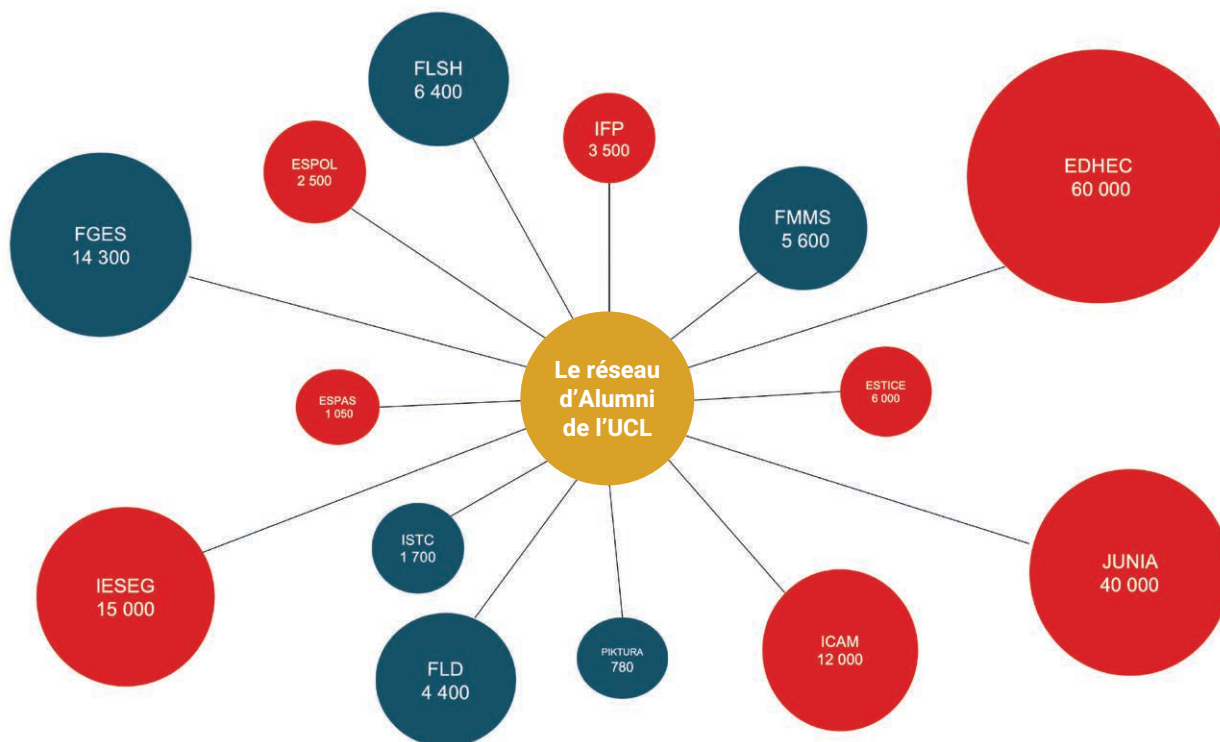 FLSH
6 400
IFP
3 500
EDHEC
60 000
ESPOL
2 500
FMMS
5 600
FGES
14 300
Le réseau
d’Alumni
de l’UCL
ESPAS
1 050
ESTICE
6 000
ISTC
1 700
IESEG
15 000
JUNIA
40 000
FLD
4 400
PIKTURA
780
ICAM
12 000